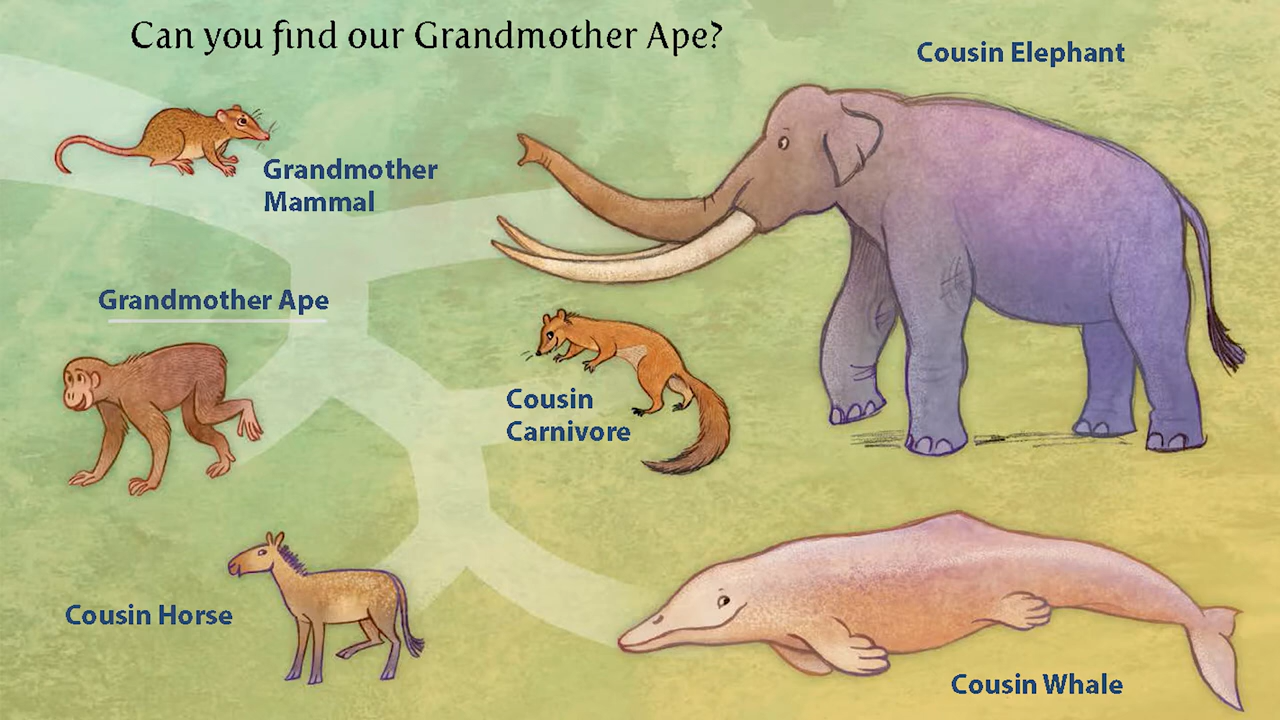 Can you find our Grandmother Ape?
Cousin Elephant
Grandmother
Mammal
Grandmother Ape
Cousin
Carnivore
Cousin Horse
Cousin Whale